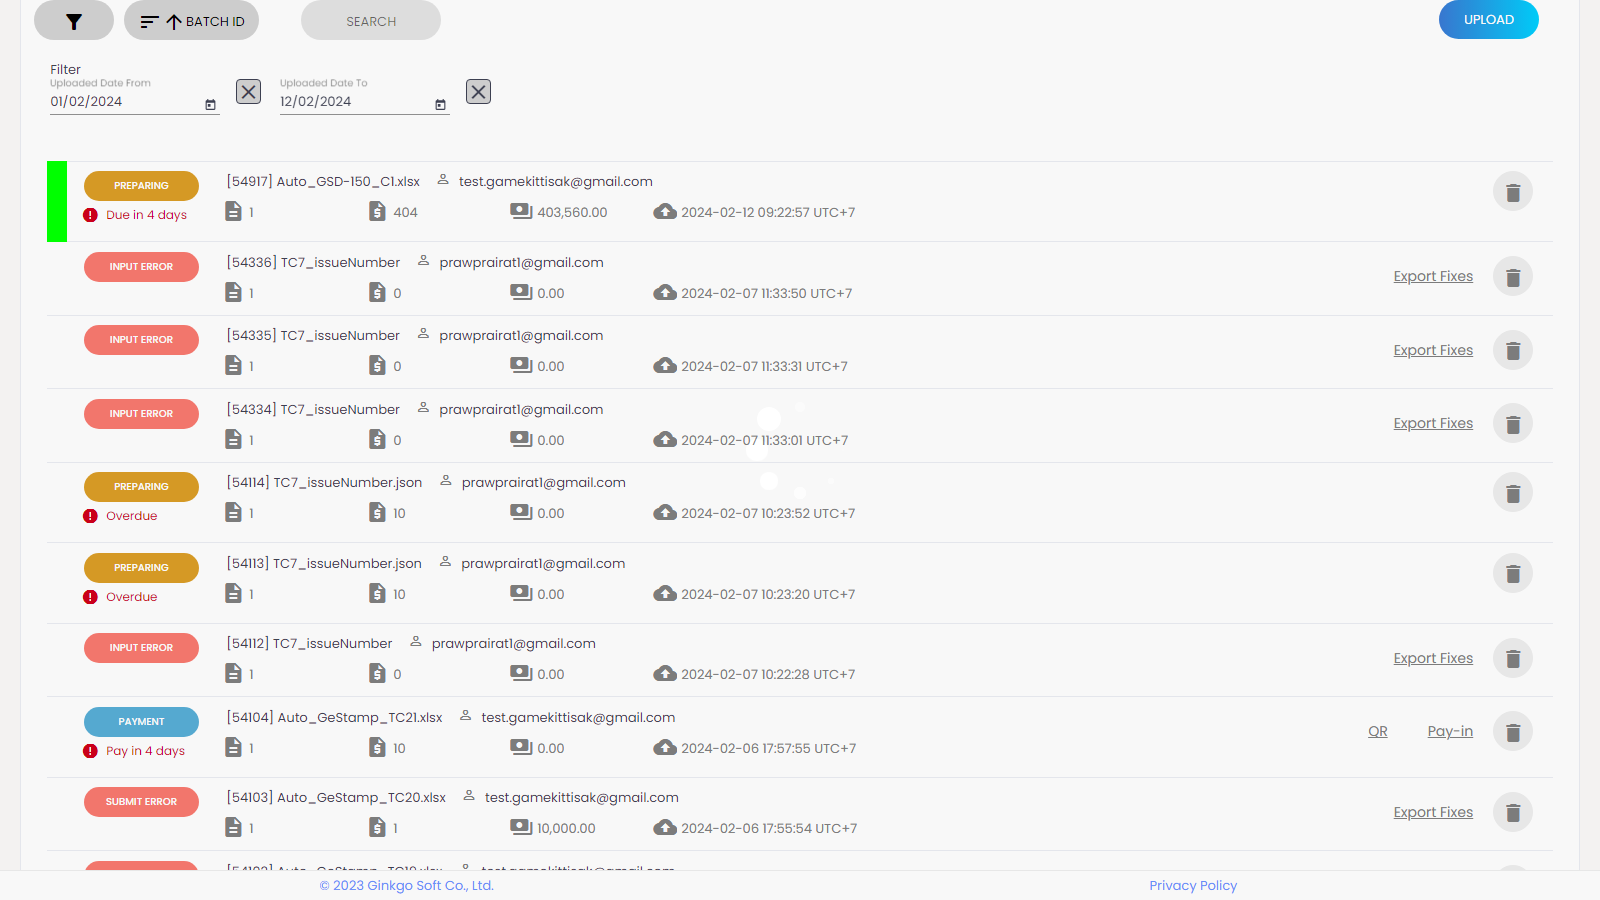 BATCH ID
SEARCH
UPLOAD
Filter
Uploaded Date From
Uploaded Date To
01/02/2024
12/02/2024
PREPARING
[54917] Auto_GSD-150_C1.xlsx test.gamekittisak@gmail.com
Due in 4 days
1 404 403,560.00 2024-02-12 09:22:57 UTC+7
INPUT ERROR
[54336] TC7_issueNumber prawprairat1@gmail.com
Export Fixes
1 0 0.00 2024-02-07 11:33:50 UTC+7
INPUT ERROR
[54335] TC7_issueNumber prawprairat1@gmail.com
Export Fixes
1 0 0.00 2024-02-07 11:33:31 UTC+7
INPUT ERROR
[54334] TC7_issueNumber prawprairat1@gmail.com
Export Fixes
1 0 0.00 2024-02-07 11:33:01 UTC+7
PREPARING
[54114] TC7_issueNumber.json prawprairat1@gmail.com
Overdue
1 10 0.00 2024-02-07 10:23:52 UTC+7
PREPARING
[54113] TC7_issueNumber.json prawprairat1@gmail.com
Overdue
1 10 0.00 2024-02-07 10:23:20 UTC+7
INPUT ERROR
[54112] TC7_issueNumber prawprairat1@gmail.com
Export Fixes
1 0 0.00 2024-02-07 10:22:28 UTC+7
PAYMENT
[54104] Auto_GeStamp_TC21.xlsx test.gamekittisak@gmail.com
QR Pay-in
Pay in 4 days
1 10 0.00 2024-02-06 17:57:55 UTC+7
SUBMIT ERROR
[54103] Auto_GeStamp_TC20.xlsx test.gamekittisak@gmail.com
Export Fixes
1 1 10,000.00 2024-02-06 17:55:54 UTC+7
© 2023 Ginkgo Soft Co., Ltd.
Privacy Policy